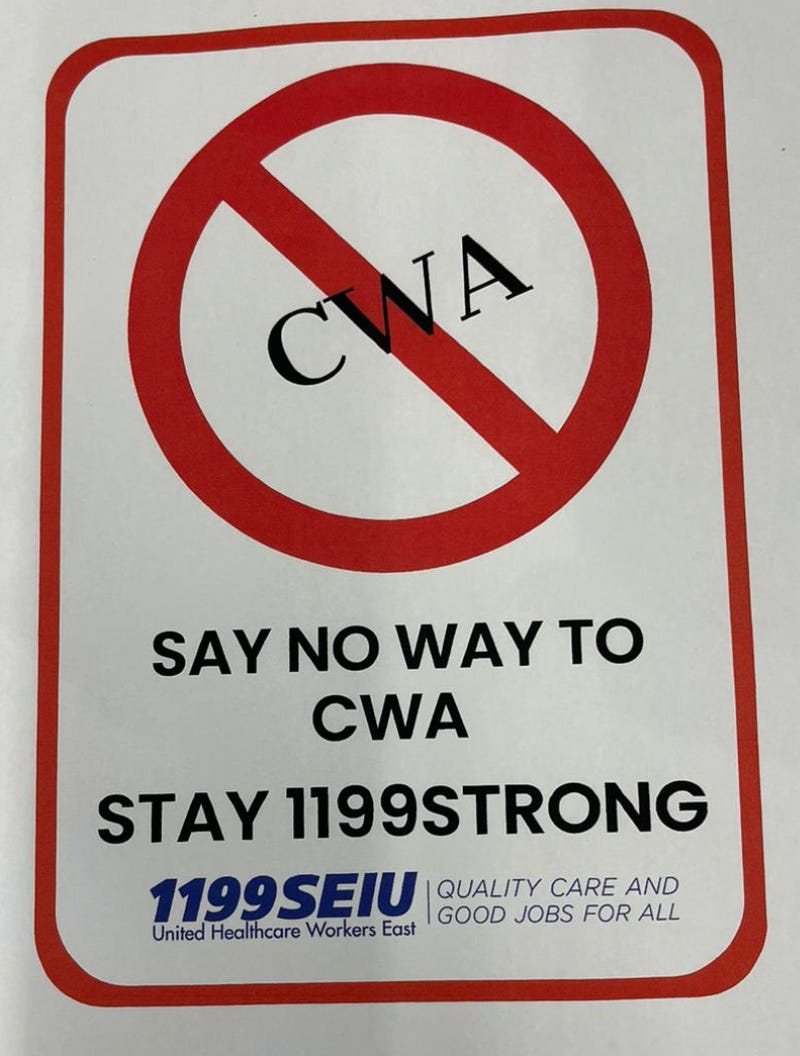 CWA
SAY NO WAY TO
CWA
STAY 1199STRONG
1199SEIU
United Healthcare Workers East
QUALITY CARE AND
GOOD JOBS FOR ALL